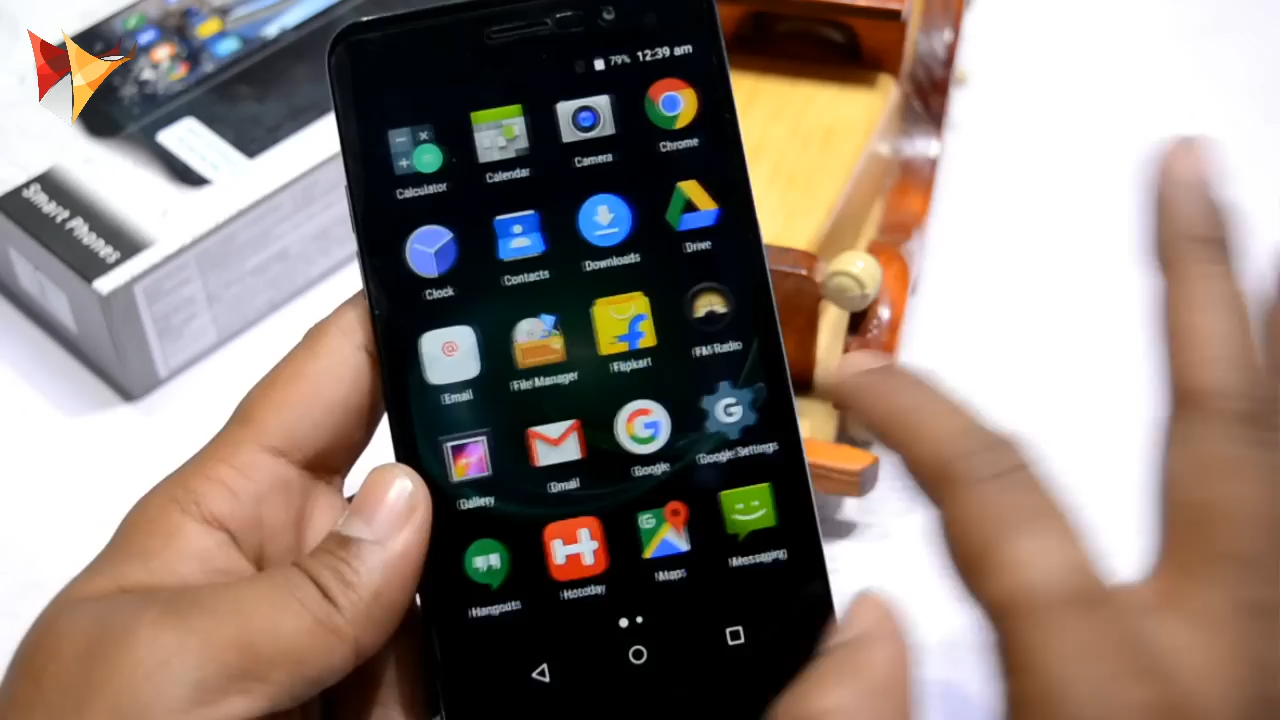 79% 12:39 am
Smart Phones
Calculator
Calendar
Camera
Chrome
Clock
Contacts
Downloads
Drive
Email
File Manager
Flipkart
FM Radio
Gallery
Gmail
Google
Google Settings
Hangouts
Hotoday
Maps
Messaging